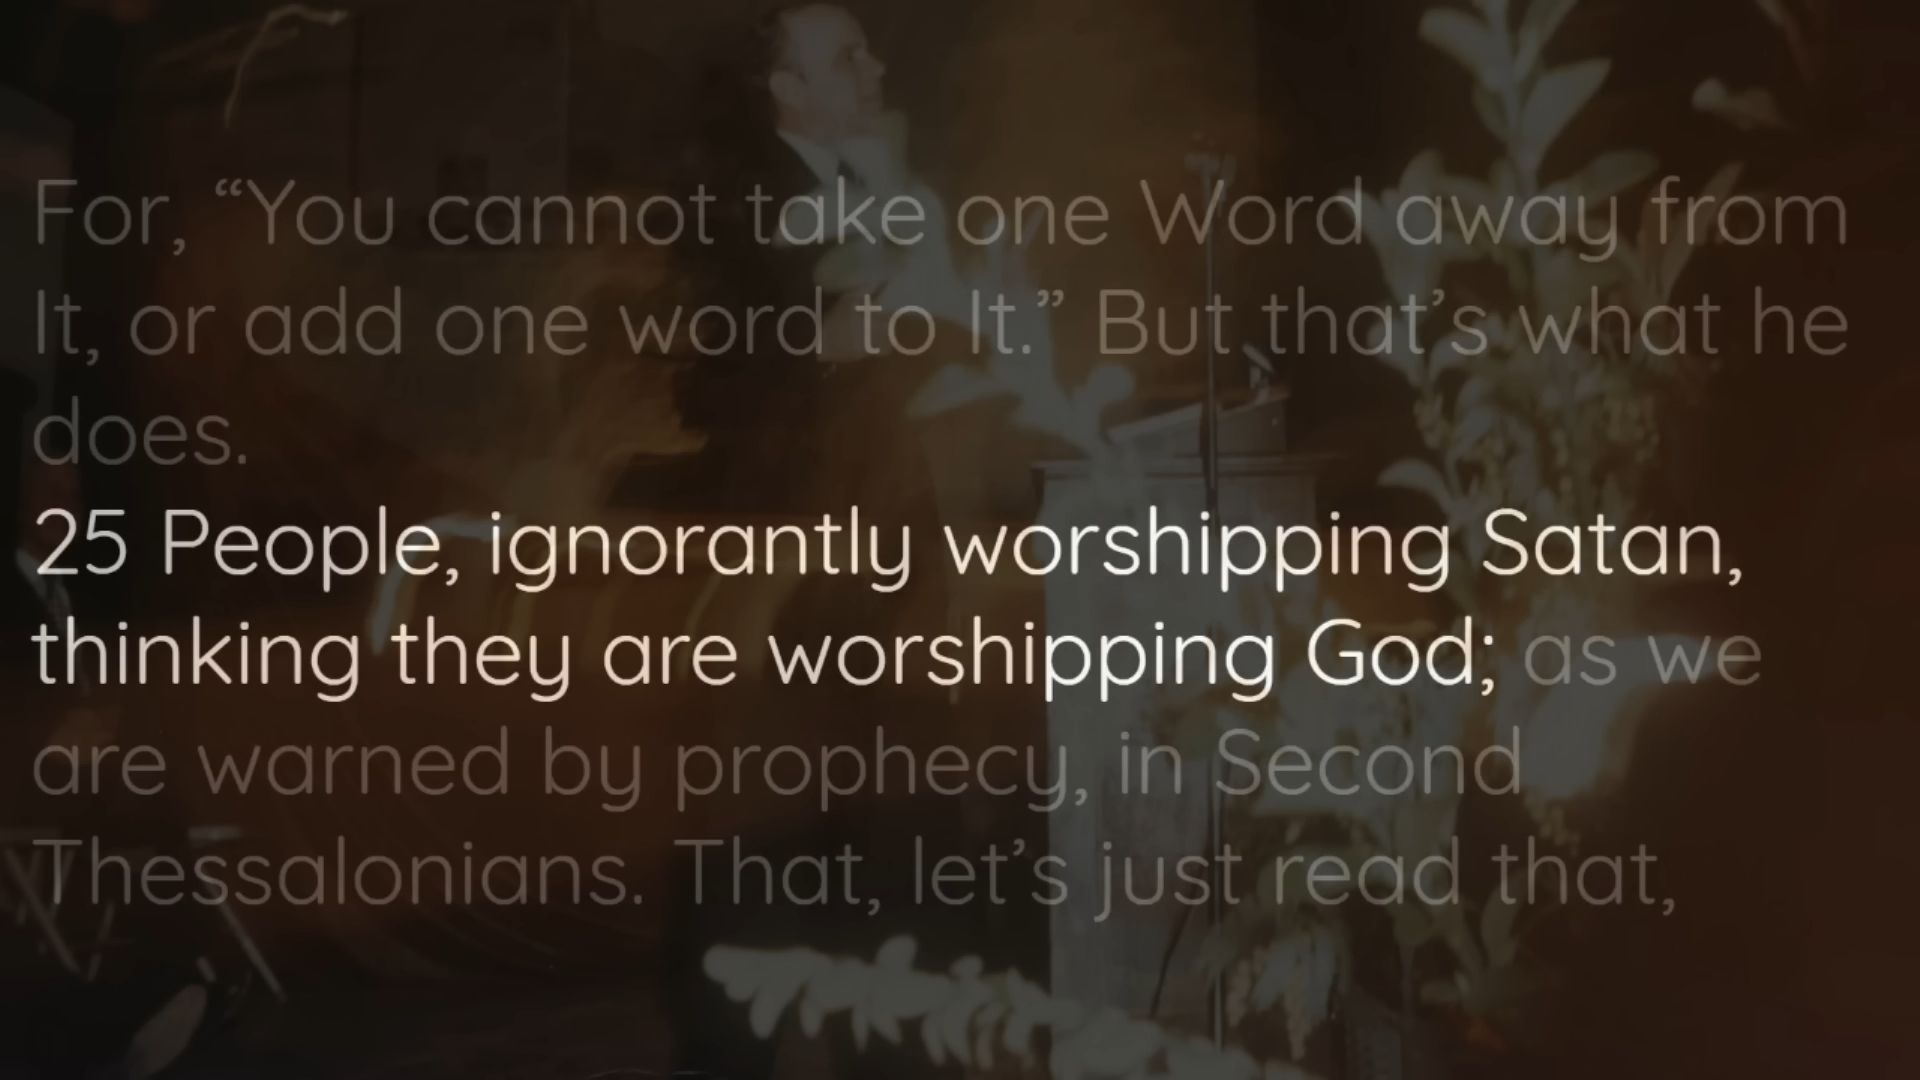 For, “You cannot take one Word away from
It, or add one word to It.” But that’s what he
does.
25 People, ignorantly worshipping Satan,
thinking they are worshipping God; as we
are warned by prophecy, in Second
Thessalonians. That, let’s just read that,